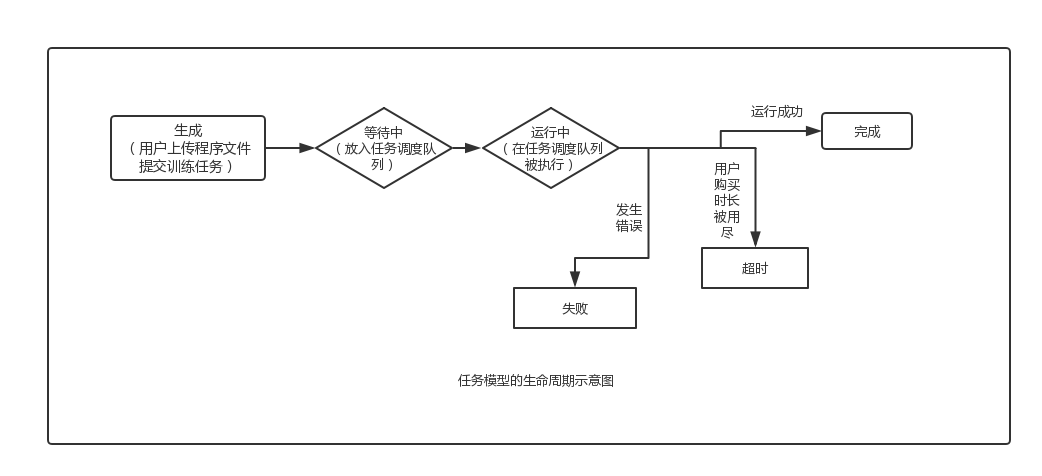 生成
（用户上传程序文件
提交训练任务）
等待中
（放入任务调度队
列）
运行中
（在任务调度队列
被执行）
运行成功
完成
用户
购买
时长
被用
尽
发生
错误
超时
失败
任务模型的生命周期示意图